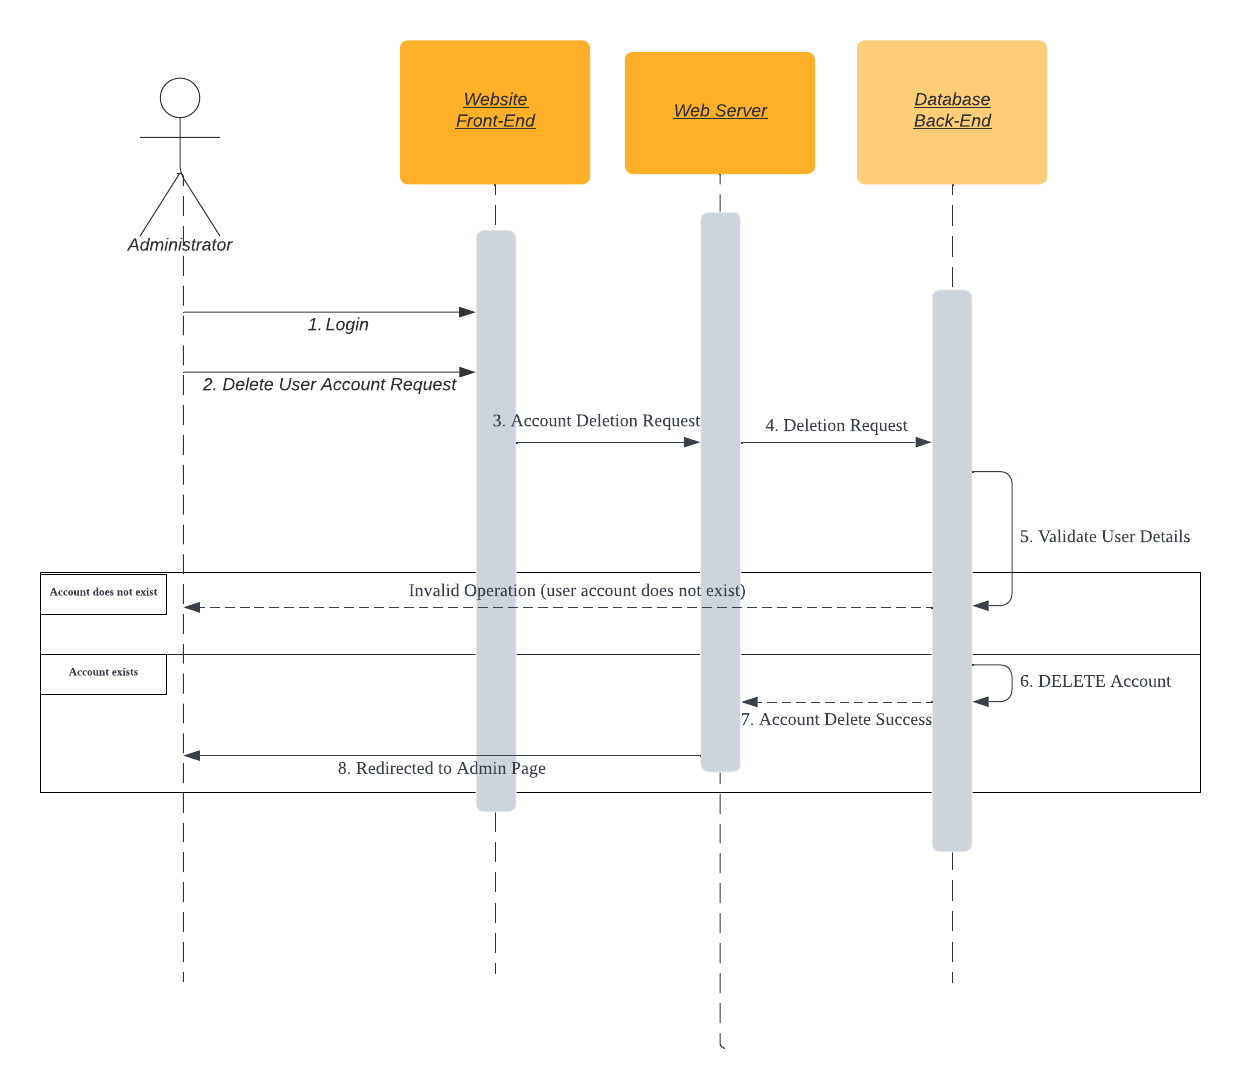 Website
Front-End
Web Server
Database
Back-End
Administrator
1. Login
2. Delete User Account Request
3. Account Deletion Request
4. Deletion Request
5. Validate User Details
Account does not exist
Invalid Operation (user account does not exist)
Account exists
6. DELETE Account
7. Account Delete Success
8. Redirected to Admin Page